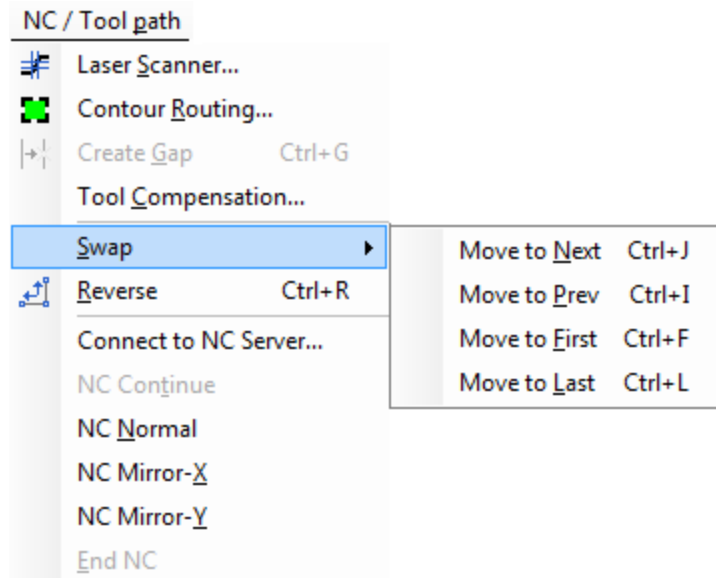 NC / Tool path
Laser Scanner...
Contour Routing...
Create Gap Ctrl+G
Tool Compensation...
Swap
Move to Next Ctrl+J
Move to Prev Ctrl+I
Move to First Ctrl+F
Move to Last Ctrl+L
Reverse Ctrl+R
Connect to NC Server...
NC Continue
NC Normal
NC Mirror-X
NC Mirror-Y
End NC